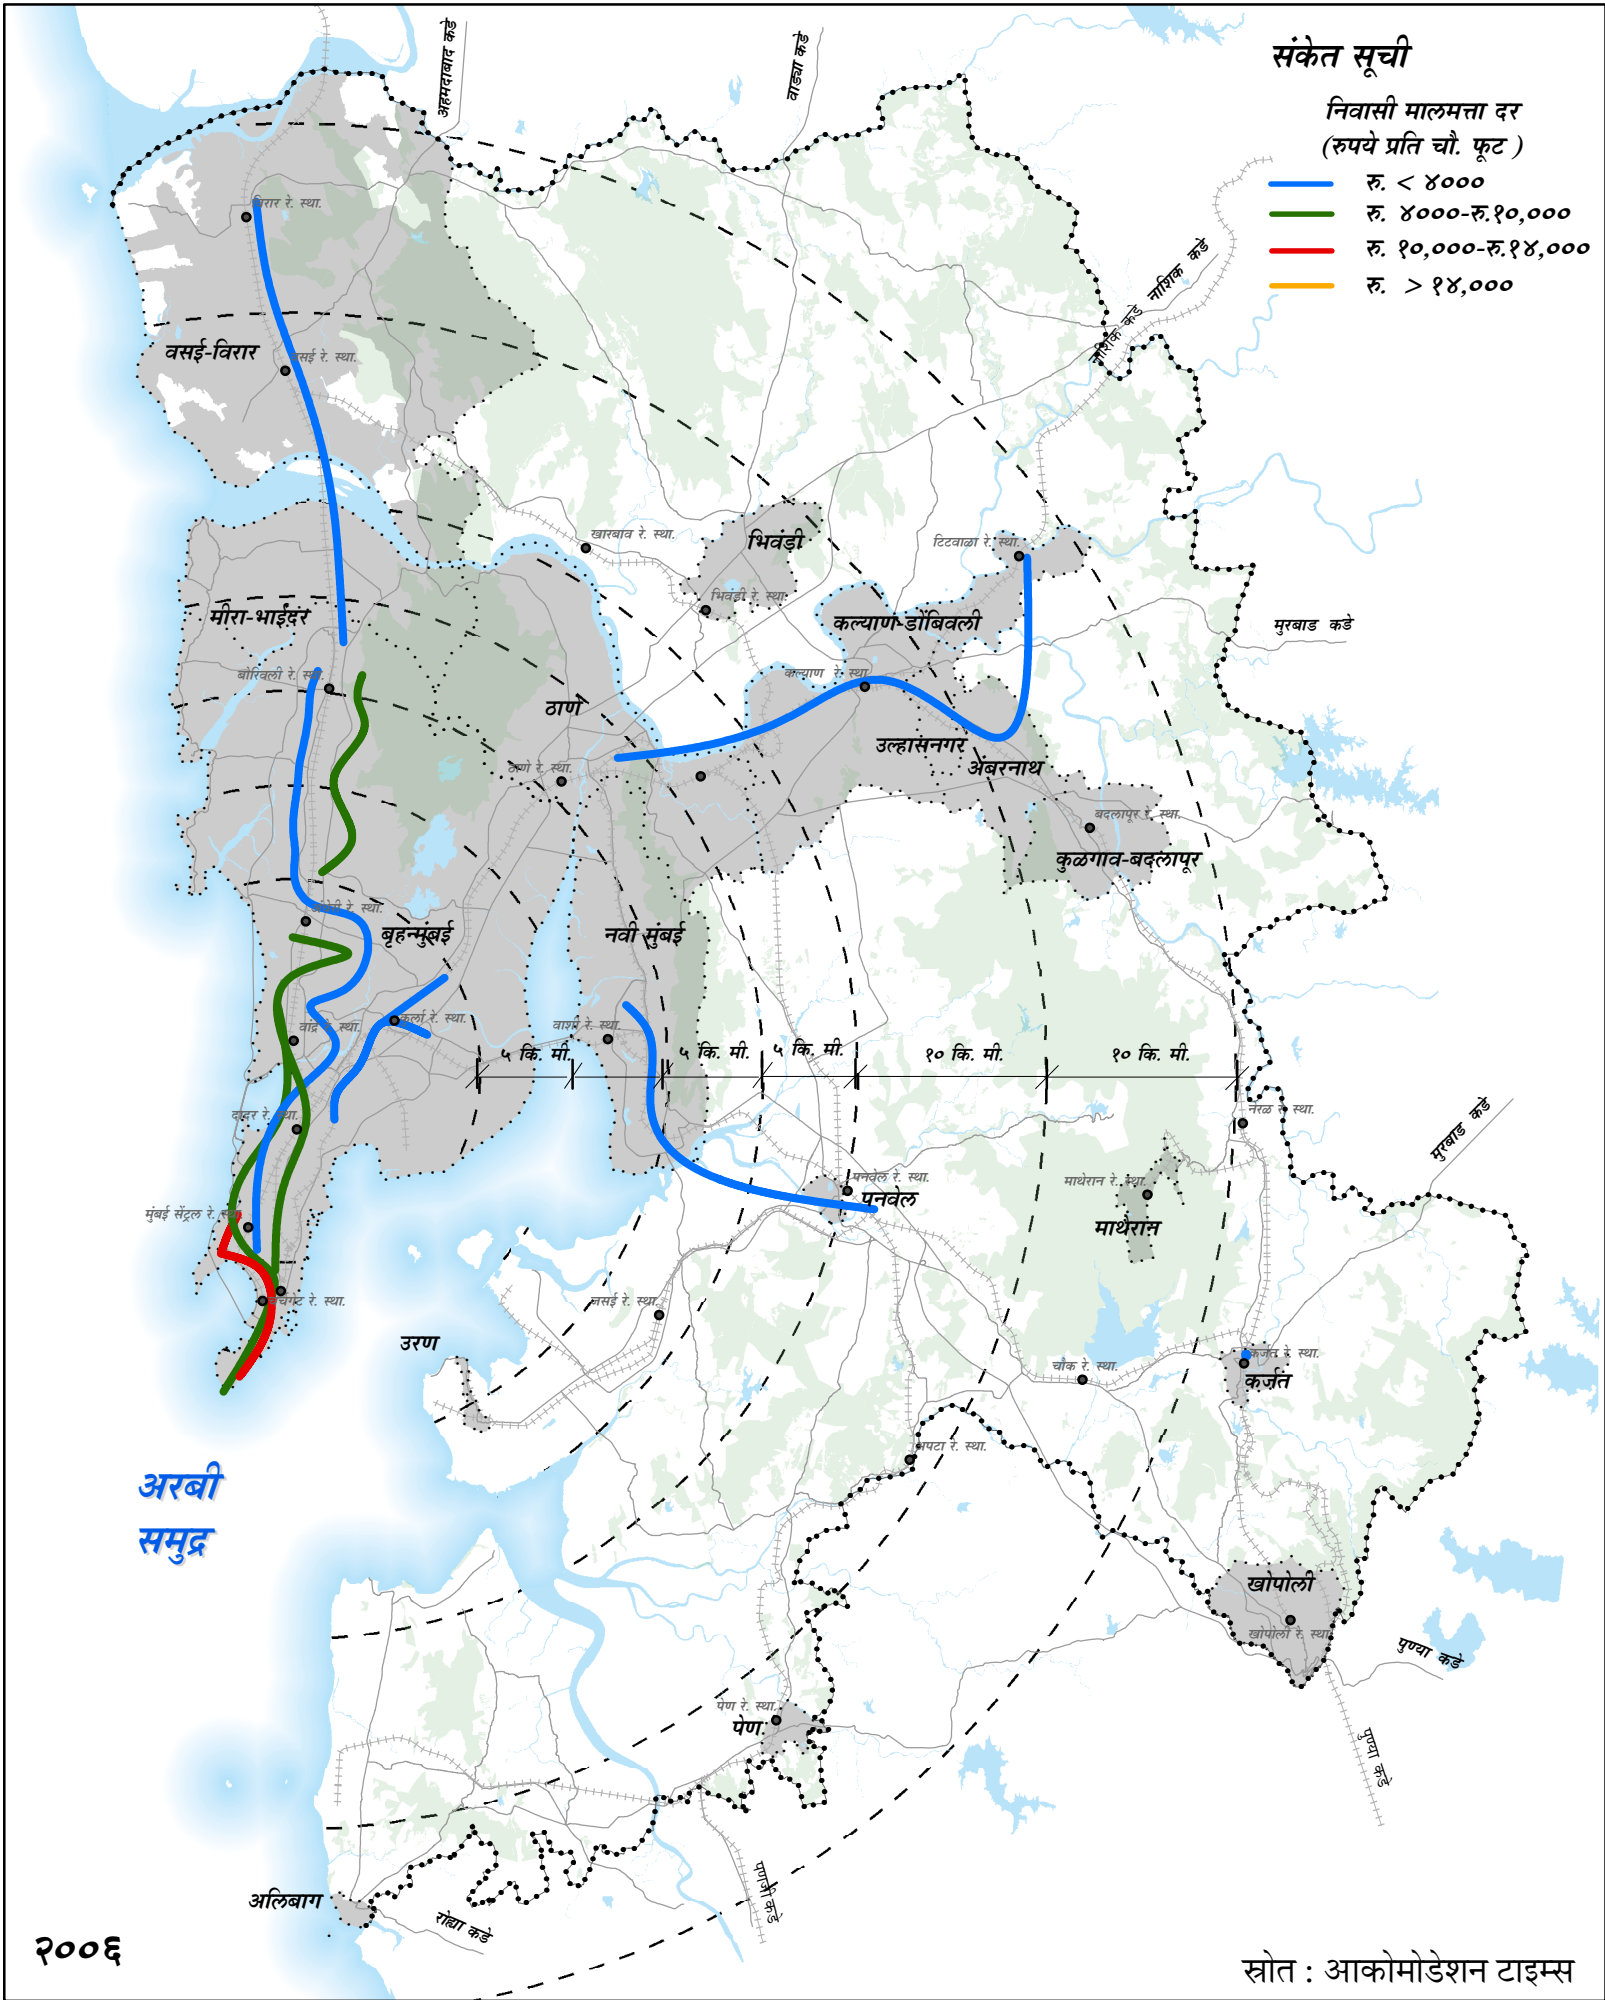 संकेत सूची
निवासी मालमत्ता दर
(रुपये प्रति चौ. फूट )
रु. < ४०००
रु. ४०००-रु.१०,०००
रु. १०,०००-रु.१४,०००
रु. > १४,०००
अहमदाबाद कडे
वाड्या कडे
नाशिक कडे
नाशिक कडे
विरार रे. स्था.
वसई-विरार
वसई रे. स्था.
खारबाव रे. स्था.
भिवंडी
टिटवाळा रे. स्था.
भिवंडी रे. स्था.
मीरा-भाईंदर
कल्याण-डोंबिवली
मुरबाड कडे
बोरिवली रे. स्था.
कल्याण रे. स्था.
ठाणे
उल्हासनगर
अंबरनाथ
ठाणे रे. स्था.
बदलापूर रे. स्था.
कुळगाव-बदलापूर
अंधेरी रे. स्था.
बृहन्मुंबई
नवी मुंबई
कुर्ला रे. स्था.
वांद्रे रे. स्था.
वाशी रे. स्था.
५ कि. मी.
५ कि. मी.
५ कि. मी.
१० कि. मी.
१० कि. मी.
दादर रे. स्था.
नेरळ रे. स्था.
मुरबाड कडे
पनवेल रे. स्था.
पनवेल
माथेरान रे. स्था.
माथेरान
मुंबई सेंट्रल रे. स्था.
चर्चगेट रे. स्था.
जसई रे. स्था.
उरण
चौक रे. स्था.
कर्जत रे. स्था.
कर्जत
आपटा रे. स्था.
अरबी
समुद्र
खोपोली
खोपोली रे. स्था.
पुण्या कडे
पुण्या कडे
पेण रे. स्था.
पेण
पणजी कडे
अलिबाग
रोह्या कडे
२००६
स्रोत : आकोमोडेशन टाइम्स